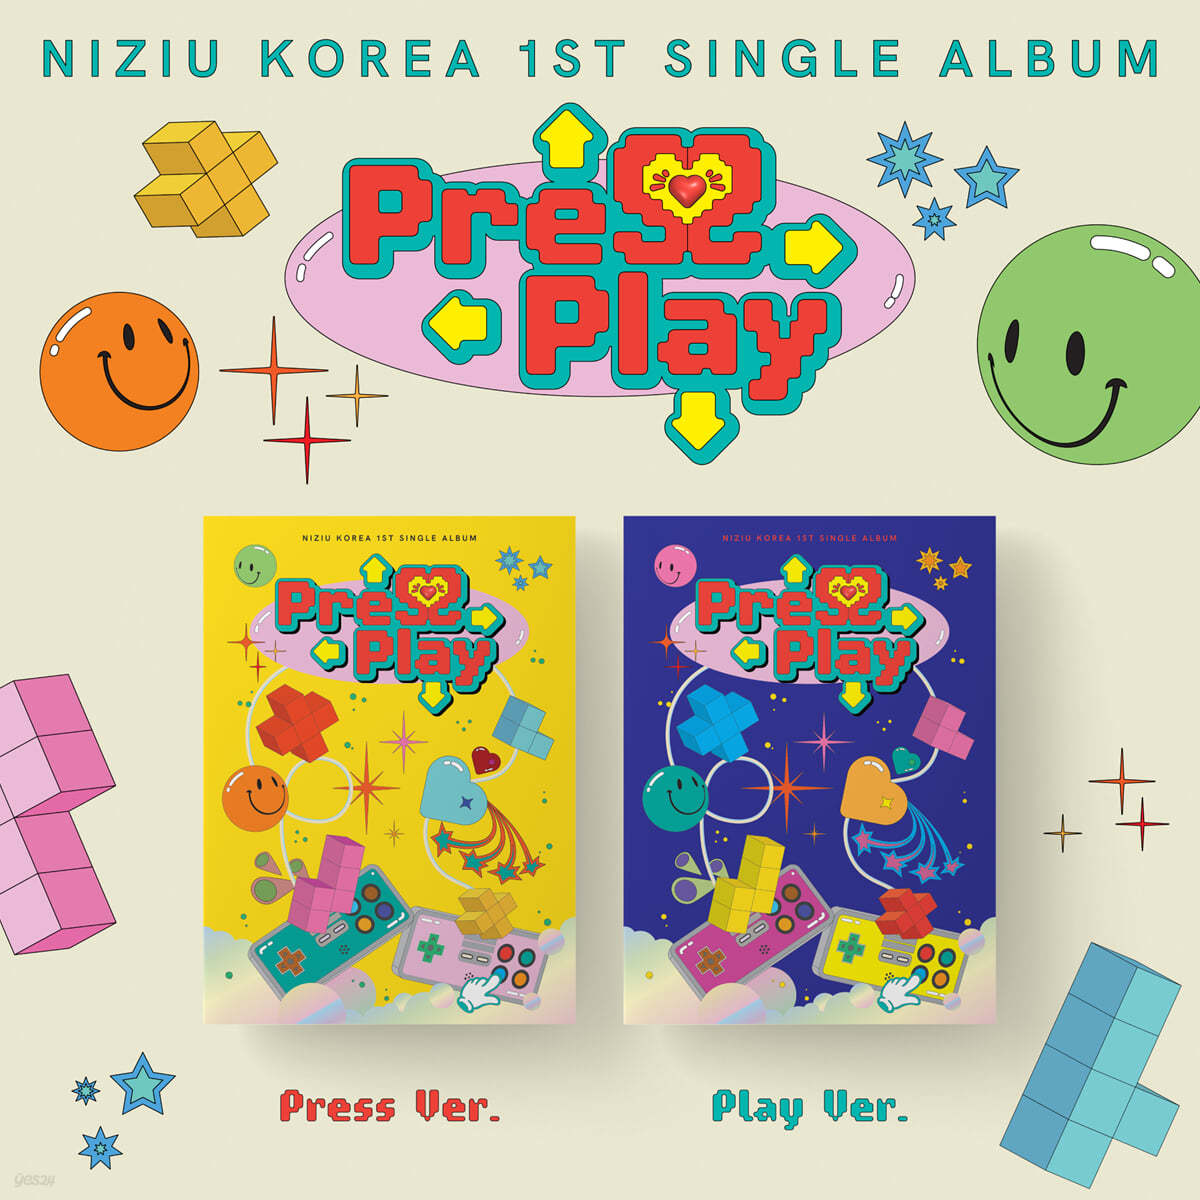 NIZIU KOREA 1ST SINGLE ALBUM
Press
Play
NIZIU KOREA 1ST SINGLE ALBUM
Press
Play
NIZIU KOREA 1ST SINGLE ALBUM
Press
Play
Press Ver.
Play Ver.
yes24